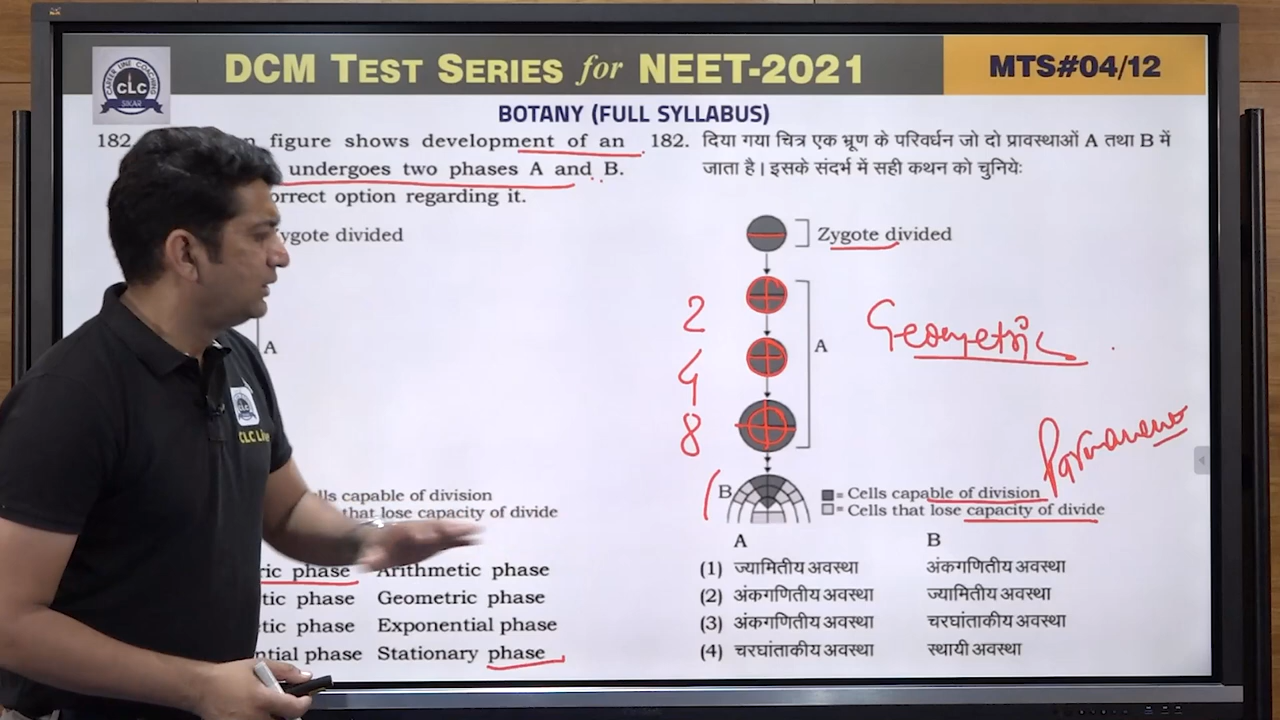 CAREER LINE COACHING
CLC
SIKAR
DCM TEST SERIES for NEET-2021
MTS#04/12
BOTANY (FULL SYLLABUS)
182. figure shows development of an
undergoes two phases A and B.
orrect option regarding it.
ygote divided
A
lls capable of division
that lose capacity of divide
ric phase Arithmetic phase
tic phase Geometric phase
tic phase Exponential phase
ntial phase Stationary phase
182. दिया गया चित्र एक भ्रूण के परिवर्धन जो दो प्रावस्थाओं A तथा B में
जाता है। इसके संदर्भ में सही कथन को चुनियेः
Zygote divided
2
4
8
A
Geometric
B
= Cells capable of division
= Cells that lose capacity of divide
A B
(1) ज्यामितीय अवस्था अंकगणितीय अवस्था
(2) अंकगणितीय अवस्था ज्यामितीय अवस्था
(3) अंकगणितीय अवस्था चरघांताकीय अवस्था
(4) चरघांताकीय अवस्था स्थायी अवस्था
CLC